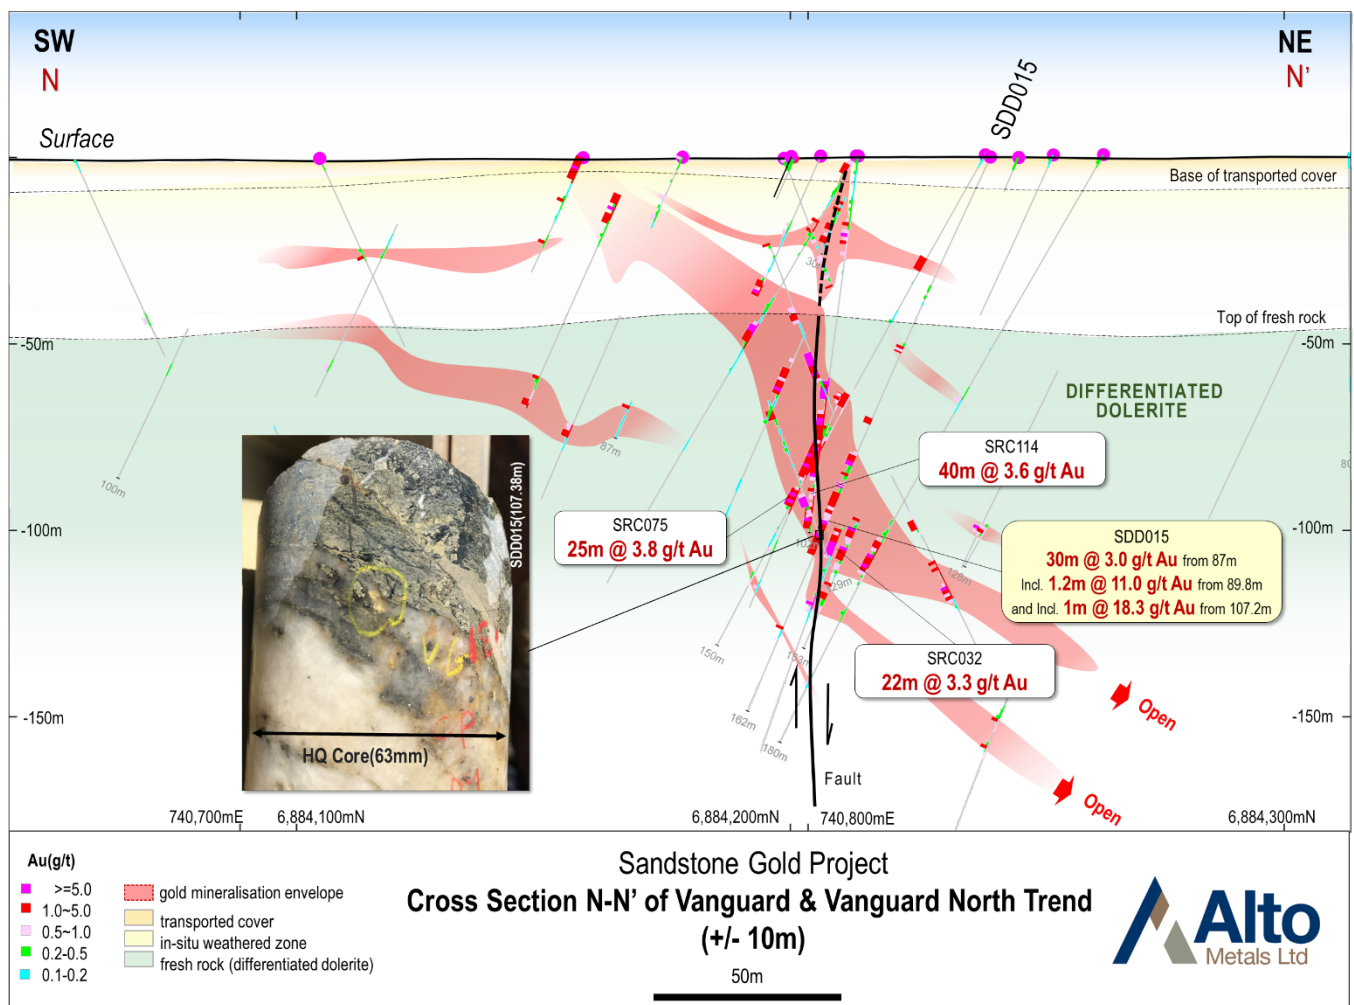 SW
N
NE
N'
SDD015
Surface
Base of transported cover
Top of fresh rock
-50m
-50m
DIFFERENTIATED
DOLERITE
SRC114
40m @ 3.6 g/t Au
SRC075
25m @ 3.8 g/t Au
SDD015
30m @ 3.0 g/t Au from 87m
Incl. 1.2m @ 11.0 g/t Au from 89.8m
and Incl. 1m @ 18.3 g/t Au from 107.2m
SRC032
22m @ 3.3 g/t Au
SDD015(107.38m)
VG
HQ Core(63mm)
100m
87m
-100m
-100m
128m
129m
150m
153m
162m
180m
-150m
-150m
Open
Open
Fault
740,700mE
6,884,100mN
6,884,200mN
740,800mE
6,884,300mN
Au(g/t)
>=5.0
1.0~5.0
0.5~1.0
0.2-0.5
0.1-0.2
gold mineralisation envelope
transported cover
in-situ weathered zone
fresh rock (differentiated dolerite)
Sandstone Gold Project
Cross Section N-N' of Vanguard & Vanguard North Trend
(+/- 10m)
50m
Alto
Metals Ltd